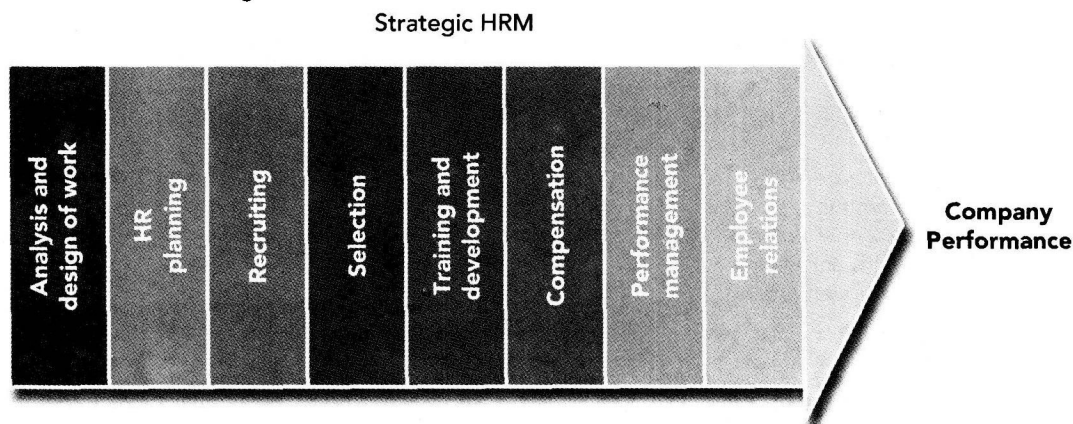 Strategic HRM
Analysis and
design of work
HR
planning
Recruiting
Selection
Training and
development
Compensation
Performance
management
Employee
relations
Company
Performance